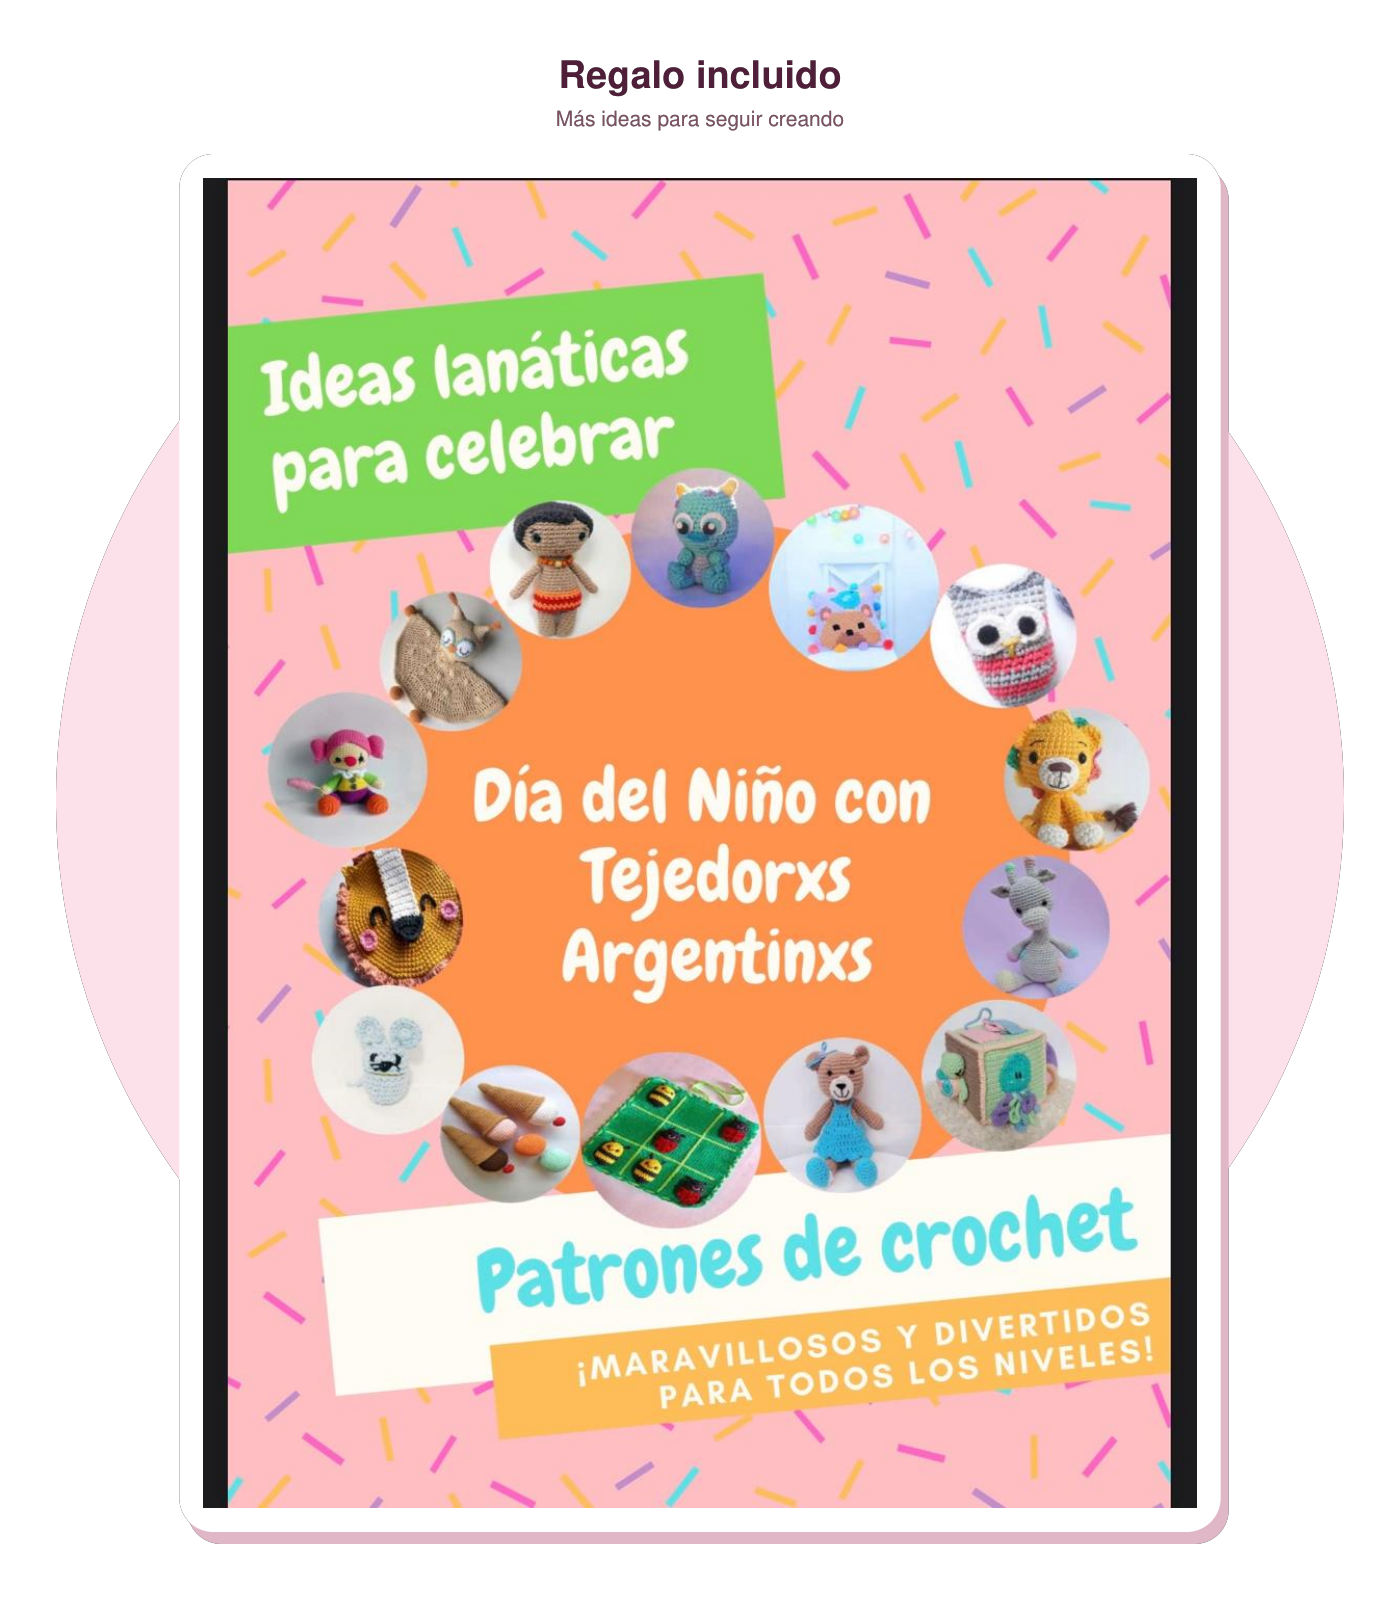 Regalo incluido
Más ideas para seguir creando
Ideas lanáticas
para celebrar
Día del Niño con
Tejedorxs
Argentinxs
Patrones de crochet
¡MARAVILLOSOS Y DIVERTIDOS
PARA TODOS LOS NIVELES!